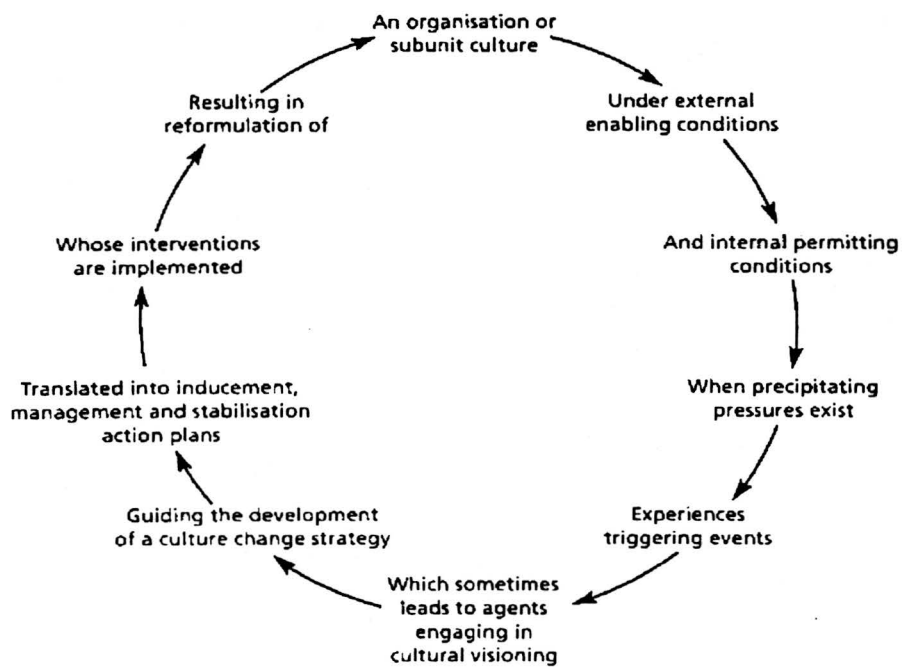 An organisation or
subunit culture
Under external
enabling conditions
And internal permitting
conditions
When precipitating
pressures exist
Experiences
triggering events
Which sometimes
leads to agents
engaging in
cultural visioning
Guiding the development
of a culture change strategy
Translated into inducement,
management and stabilisation
action plans
Whose interventions
are implemented
Resulting in
reformulation of